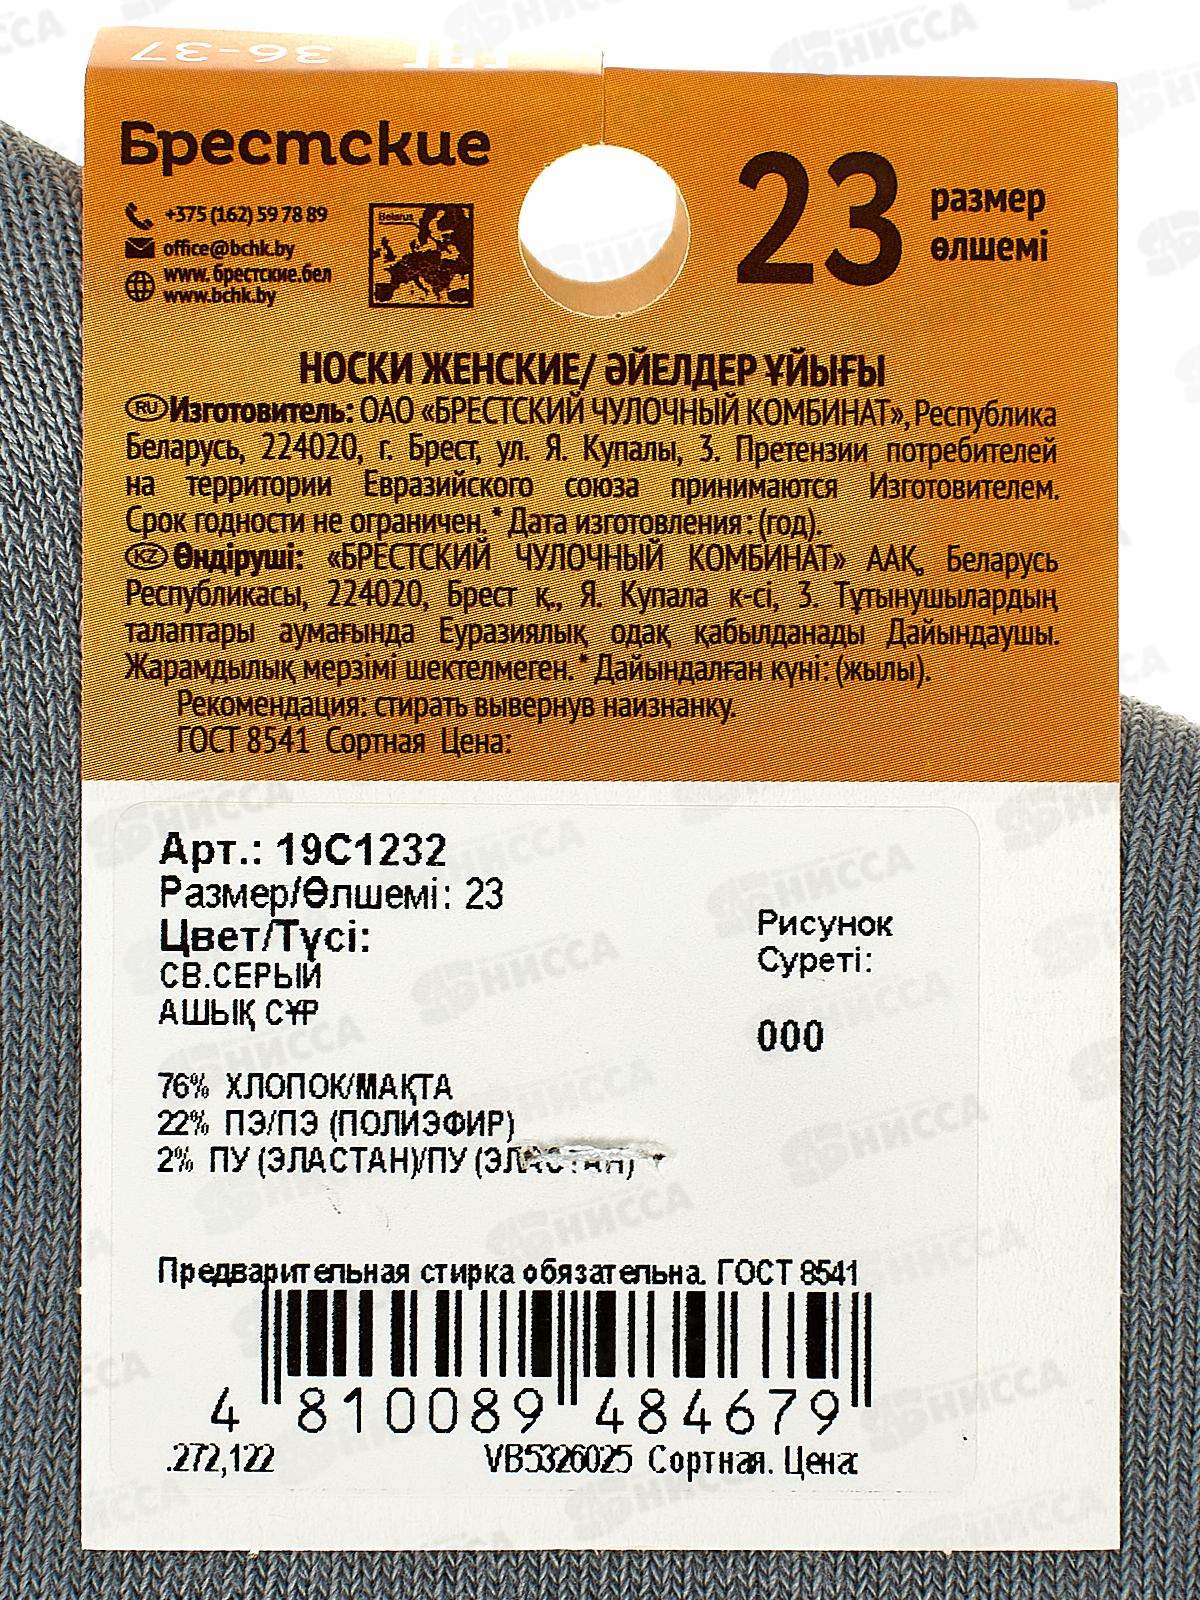 36-37
EAC
Брестские
23 размер
өлшемі
+375 (162) 59 78 89
office@bchk.by
www.брестские.бел
www.bchk.by
Belarus
НОСКИ ЖЕНСКИЕ/ ӘЙЕЛДЕР ҰЙЫҒЫ
RU Изготовитель: ОАО «БРЕСТСКИЙ ЧУЛОЧНЫЙ КОМБИНАТ», Республика
Беларусь, 224020, г. Брест, ул. Я. Купалы, 3. Претензии потребителей
на территории Евразийского союза принимаются Изготовителем.
Срок годности не ограничен. * Дата изготовления: (год).
KZ Өндіруші: «БРЕСТСКИЙ ЧУЛОЧНЫЙ КОМБИНАТ» ААҚ, Беларусь
Республикасы, 224020, Брест қ., Я. Купала к-сі, 3. Тұтынушылардың
талаптары аумағында Еуразиялық одақ қабылданады Дайындаушы.
Жарамдылық мерзімі шектелмеген. * Дайындалған күні: (жылы).
Рекомендация: стирать вывернув наизнанку.
ГОСТ 8541 Сортная Цена:
Арт.: 19С1232
Размер/Өлшемі: 23
Цвет/Түсі:
СВ.СЕРЫЙ
АШЫҚ СҰР
Рисунок
Суреті:
000
76% ХЛОПОК/МАҚТА
22% ПЭ/ПЭ (ПОЛИЭФИР)
2% ПУ (ЭЛАСТАН)/ПУ (ЭЛАСТАН) *
Предварительная стирка обязательна. ГОСТ 8541
4 810089 484679
.272,122
VB5326025 Сортная. Цена:
НИССА